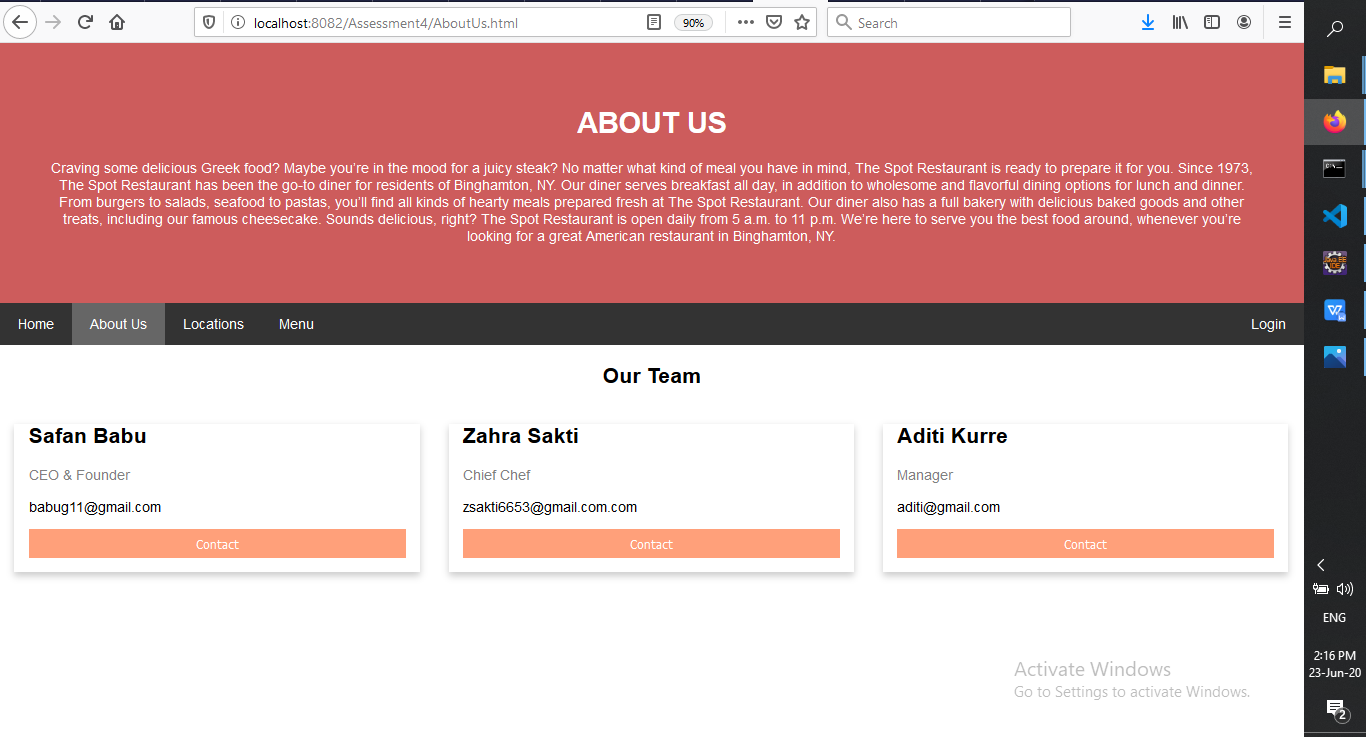 localhost:8082/Assessment4/AboutUs.html
90%
Search
ABOUT US
Craving some delicious Greek food? Maybe you're in the mood for a juicy steak? No matter what kind of meal you have in mind, The Spot Restaurant is ready to prepare it for you. Since 1973,
The Spot Restaurant has been the go-to diner for residents of Binghamton, NY. Our diner serves breakfast all day, in addition to wholesome and flavorful dining options for lunch and dinner.
From burgers to salads, seafood to pastas, you'll find all kinds of hearty meals prepared fresh at The Spot Restaurant. Our diner also has a full bakery with delicious baked goods and other
treats, including our famous cheesecake. Sounds delicious, right? The Spot Restaurant is open daily from 5 a.m. to 11 p.m. We're here to serve you the best food around, whenever you're
looking for a great American restaurant in Binghamton, NY.
Home About Us Locations Menu Login
Our Team
Safan Babu
CEO & Founder
babug11@gmail.com
Contact
Zahra Sakti
Chief Chef
zsakti6653@gmail.com.com
Contact
Aditi Kurre
Manager
aditi@gmail.com
Contact
Activate Windows
Go to Settings to activate Windows.
ENG
2:16 PM
23-Jun-20
2